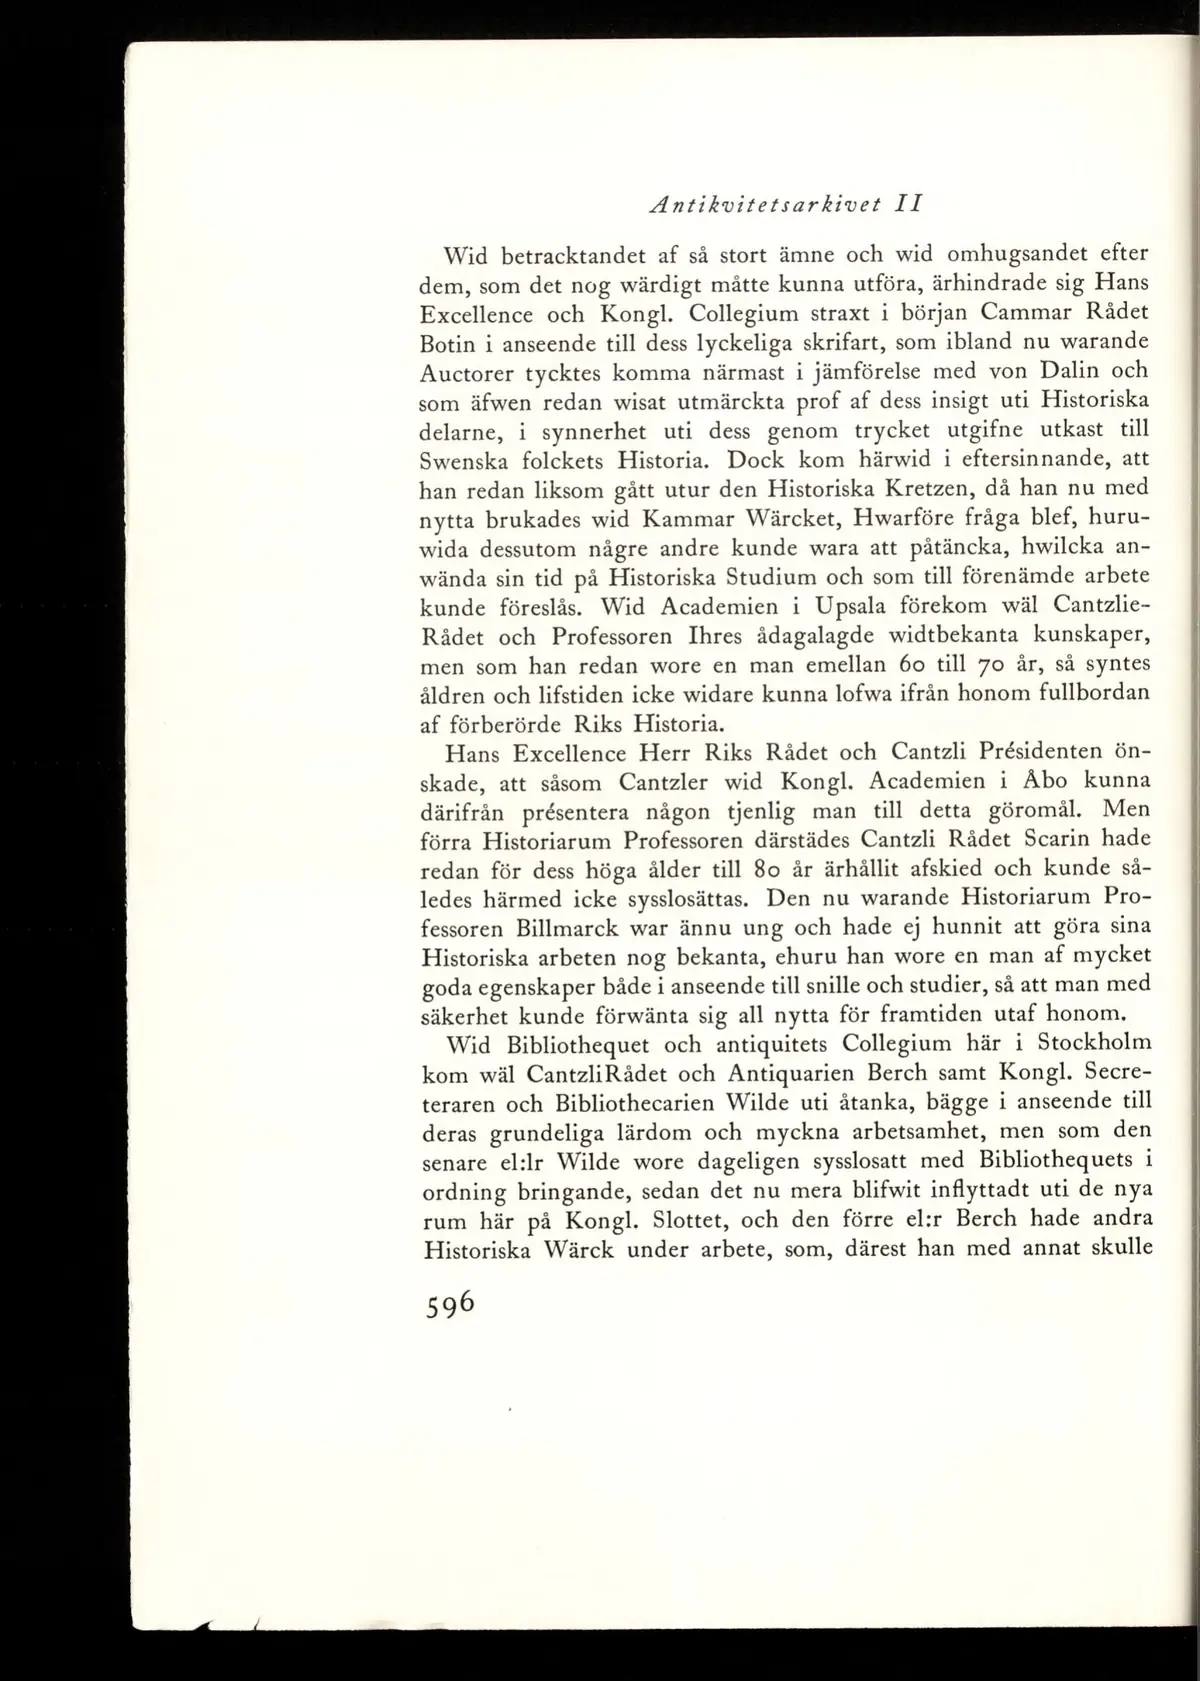 Antikvitetsarkivet II
Wid betracktandet af så stort ämne och wid omhugsandet efter
dem, som det nog wärdigt måtte kunna utföra, ärhindrade sig Hans
Excellence och Kongl. Collegium straxt i början Cammar Rådet
Botin i anseende till dess lyckeliga skrifart, som ibland nu warande
Auctorer tycktes komma närmast i jämförelse med von Dalin och
som äfwen redan wisat utmärckta prof af dess insigt uti Historiska
delarne, i synnerhet uti dess genom trycket utgifne utkast till
Swenska folckets Historia. Dock kom härwid i eftersinnande, att
han redan liksom gått utur den Historiska Kretzen, då han nu med
nytta brukades wid Kammar Wärcket, Hwarföre fråga blef, huru-
wida dessutom någre andre kunde wara att påtäncka, hwilcka an-
wända sin tid på Historiska Studium och som till förenämde arbete
kunde föreslås. Wid Academien i Upsala förekom wäl Cantzlie-
Rådet och Professoren Ihres ådagalagde widtbekanta kunskaper,
men som han redan wore en man emellan 60 till 70 år, så syntes
åldren och lifstiden icke widare kunna lofwa ifrån honom fullbordan
af förberörde Riks Historia.
Hans Excellence Herr Riks Rådet och Cantzli Présidenten ön-
skade, att såsom Cantzler wid Kongl. Academien i Åbo kunna
därifrån présentera någon tjenlig man till detta göromål. Men
förra Historiarum Professoren därstädes Cantzli Rådet Scarin hade
redan för dess höga ålder till 80 år ärhållit afskied och kunde så-
ledes härmed icke sysslosättas. Den nu warande Historiarum Pro-
fessoren Billmarck war ännu ung och hade ej hunnit att göra sina
Historiska arbeten nog bekanta, ehuru han wore en man af mycket
goda egenskaper både i anseende till snille och studier, så att man med
säkerhet kunde förwänta sig all nytta för framtiden utaf honom.
Wid Bibliothequet och antiquitets Collegium här i Stockholm
kom wäl CantzliRådet och Antiquarien Berch samt Kongl. Secre-
teraren och Bibliothecarien Wilde uti åtanka, bägge i anseende till
deras grundeliga lärdom och myckna arbetsamhet, men som den
senare el:lr Wilde wore dageligen sysslosatt med Bibliothequets i
ordning bringande, sedan det nu mera blifwit inflyttadt uti de nya
rum här på Kongl. Slottet, och den förre el:r Berch hade andra
Historiska Wärck under arbete, som, därest han med annat skulle
596